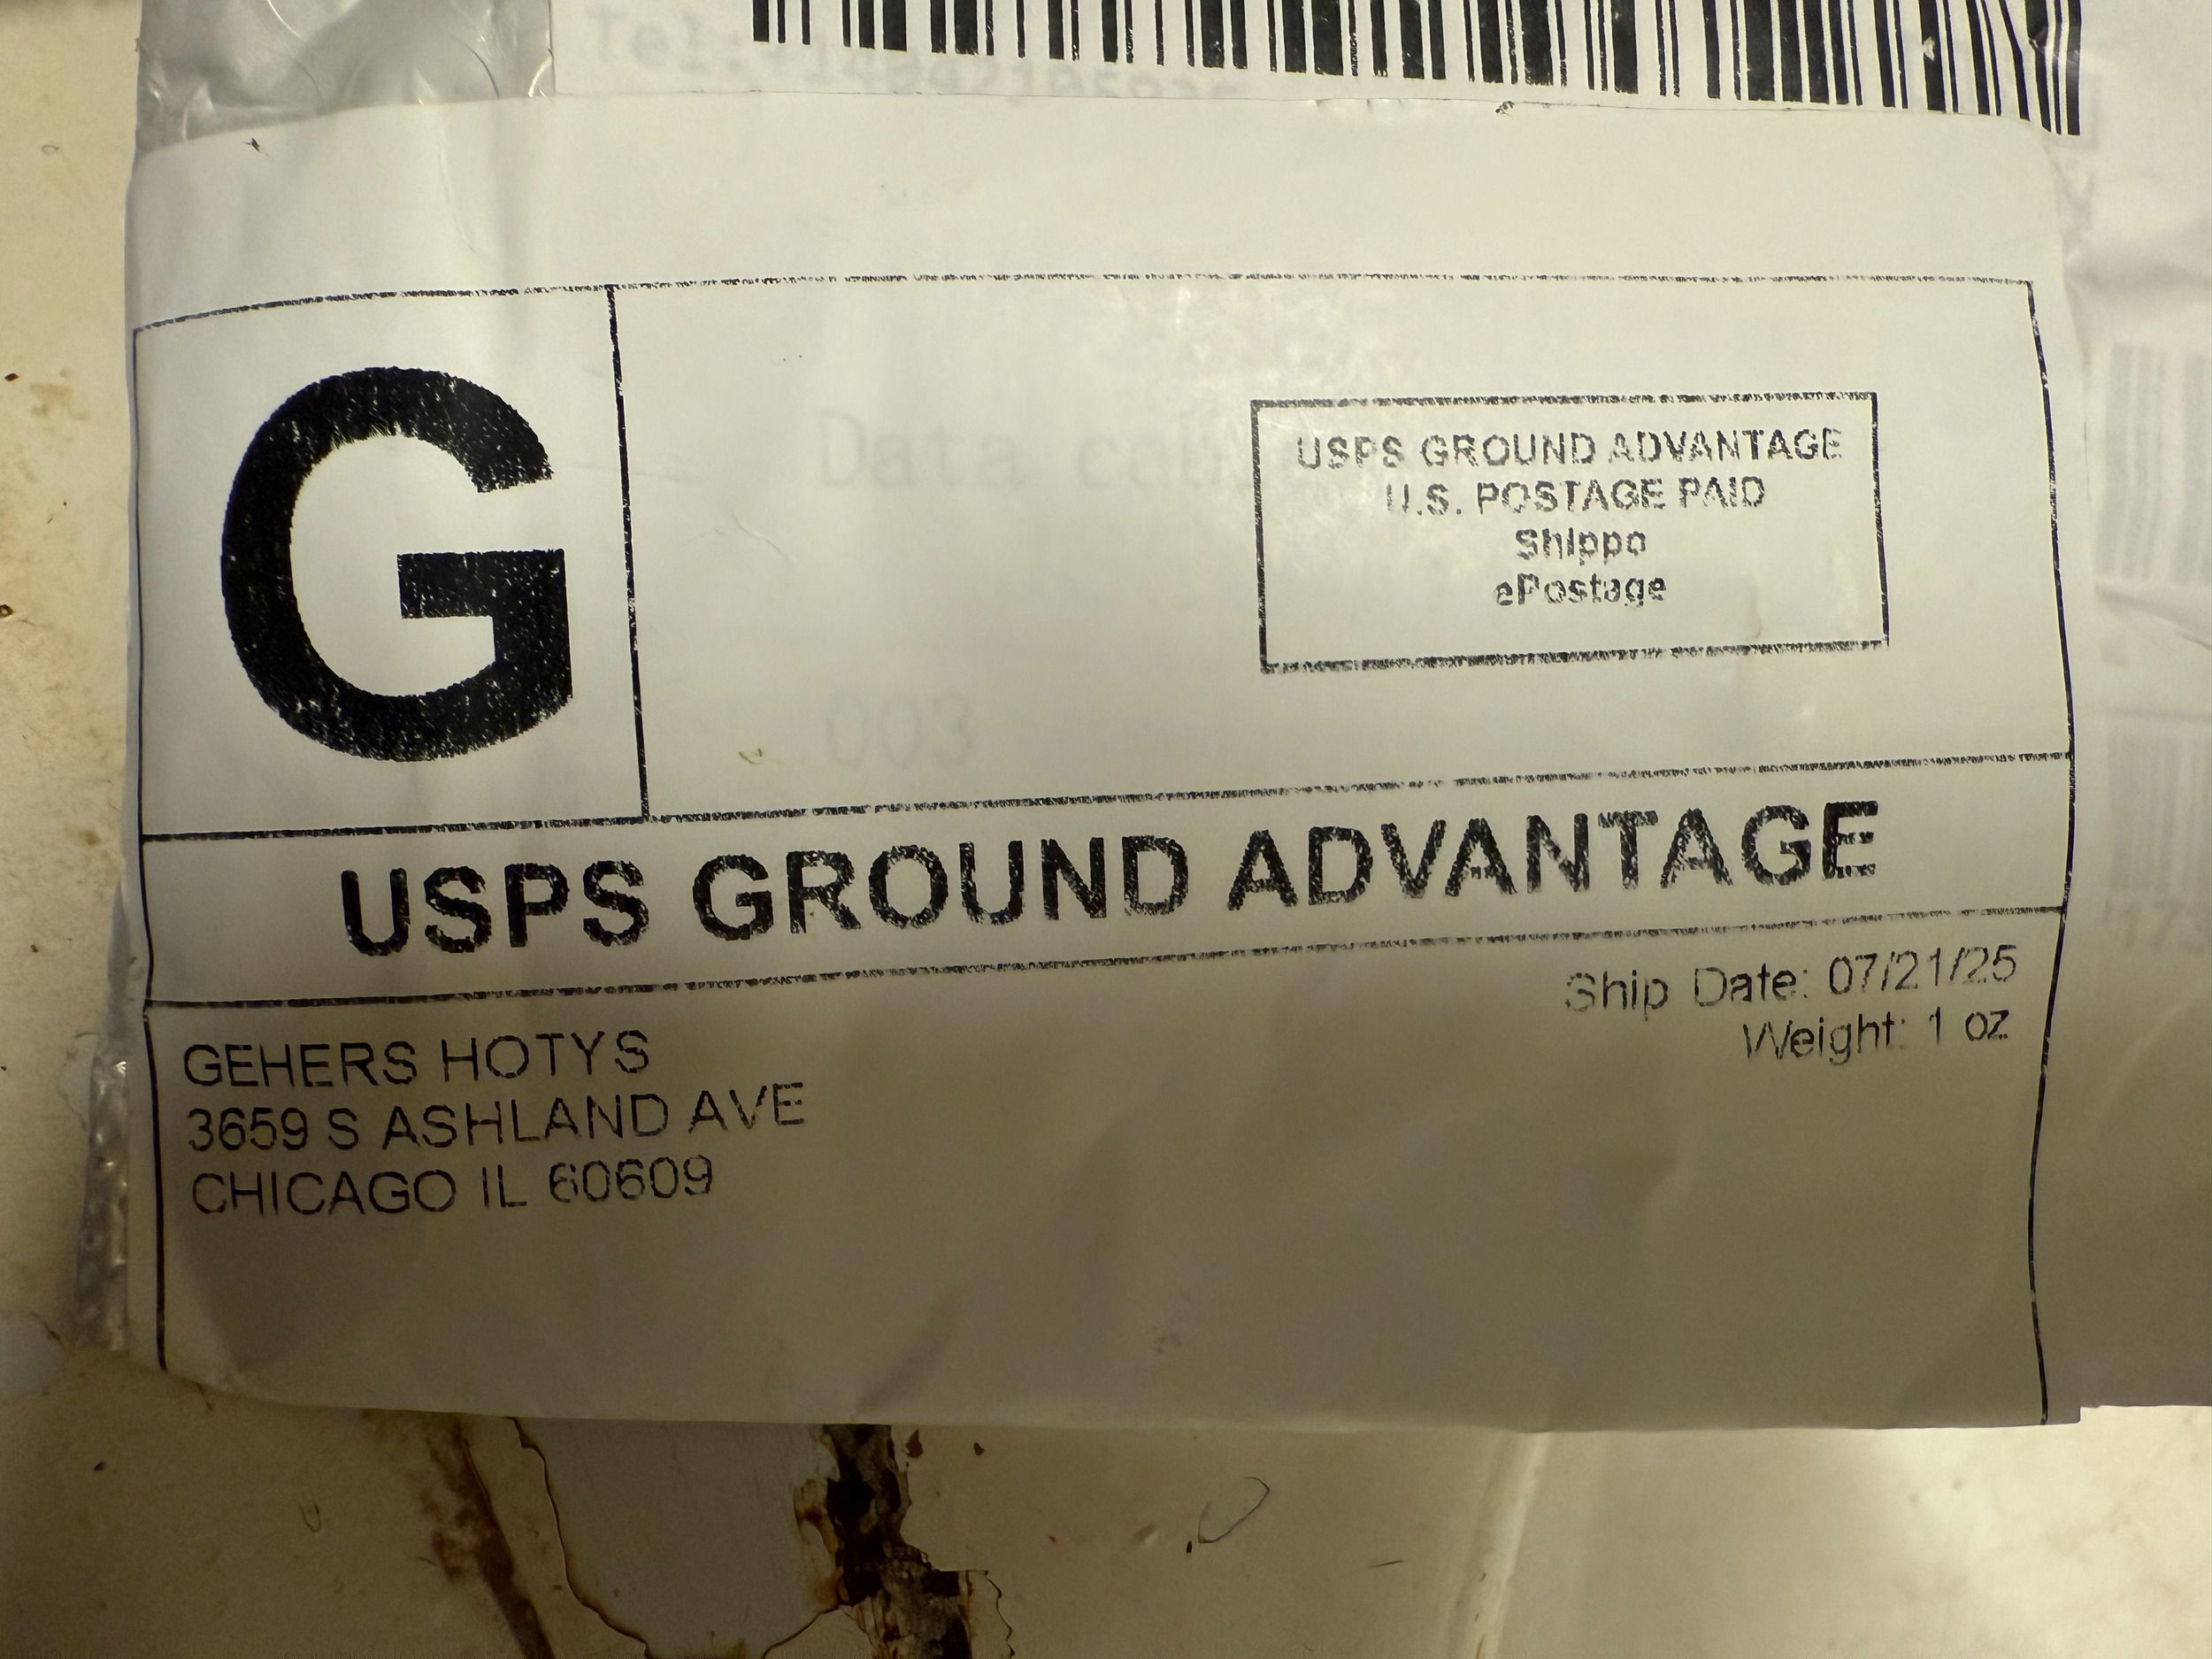 G
USPS GROUND ADVANTAGE
U.S. POSTAGE PAID
Shippo
ePostage
003
USPS GROUND ADVANTAGE
Ship Date: 07/21/25
Weight: 1 oz
GEHERS HOTYS
3659 S ASHLAND AVE
CHICAGO IL 60609